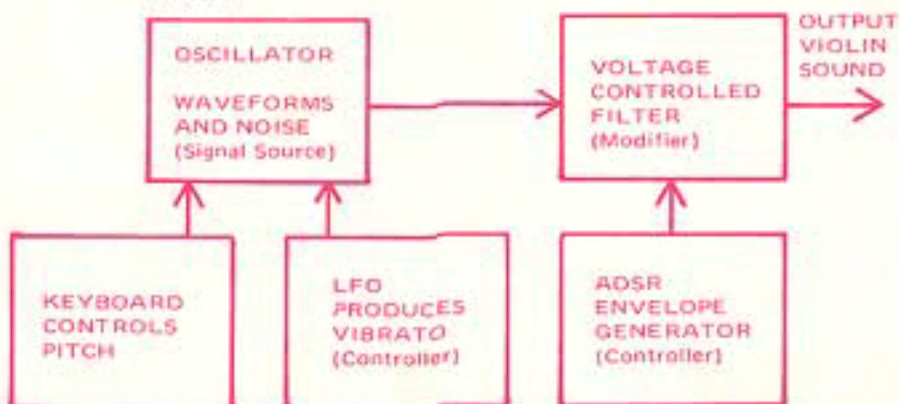 OSCILLATOR
WAVEFORMS
AND NOISE
(Signal Source)
VOLTAGE
CONTROLLED
FILTER
(Modifier)
OUTPUT
VIOLIN
SOUND
KEYBOARD
CONTROLS
PITCH
LFO
PRODUCES
VIBRATO
(Controller)
ADSR
ENVELOPE
GENERATOR
(Controller)